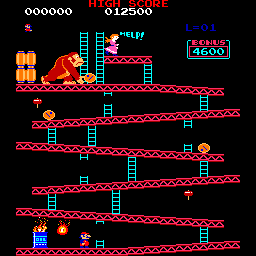 HIGH SCORE
000000 012500
HELP!
L=01
BONUS
4600
OIL